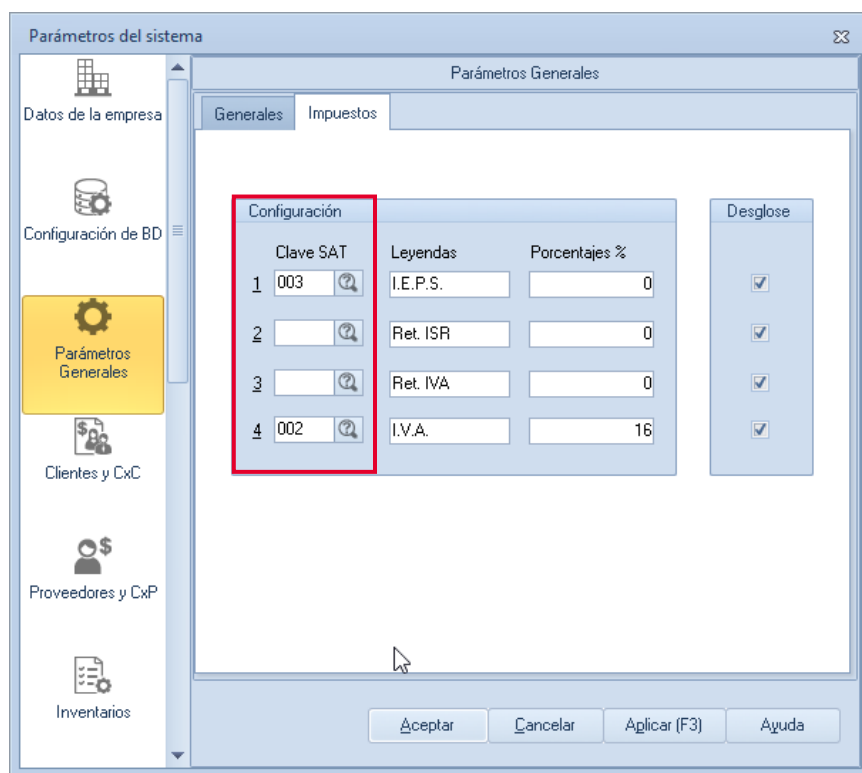 Parámetros del sistema
Datos de la empresa
Configuración de BD
Parámetros
Generales
Clientes y CxC
Proveedores y CxP
Inventarios
Parámetros Generales
Generales Impuestos
Configuración Desglose
Clave SAT Leyendas Porcentajes %
1 003 I.E.P.S. 0
2 Ret. ISR 0
3 Ret. IVA 0
4 002 I.V.A. 16
Aceptar Cancelar Aplicar (F3) Ayuda